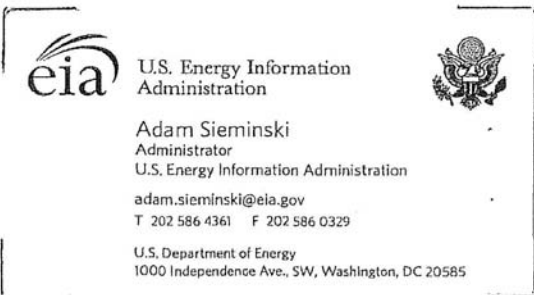 eia
U.S. Energy Information
Administration
Adam Sieminski
Administrator
U.S. Energy Information Administration
adam.sieminski@eia.gov
T 202 586 4361 F 202 586 0329
U.S. Department of Energy
1000 Independence Ave., SW, Washington, DC 20585